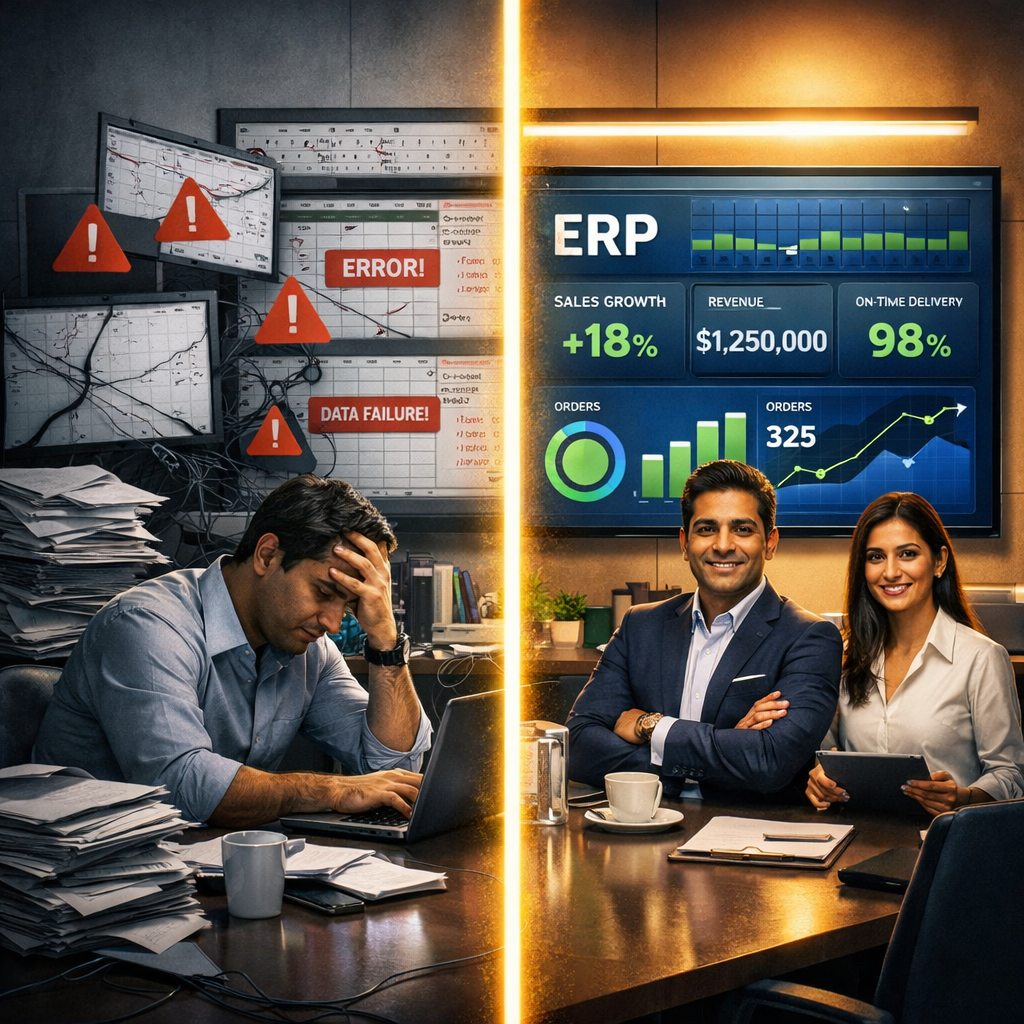 ERROR!
DATA FAILURE!
ERP
SALES GROWTH
+18%
REVENUE
$1,250,000
ON-TIME DELIVERY
98%
ORDERS
ORDERS
325